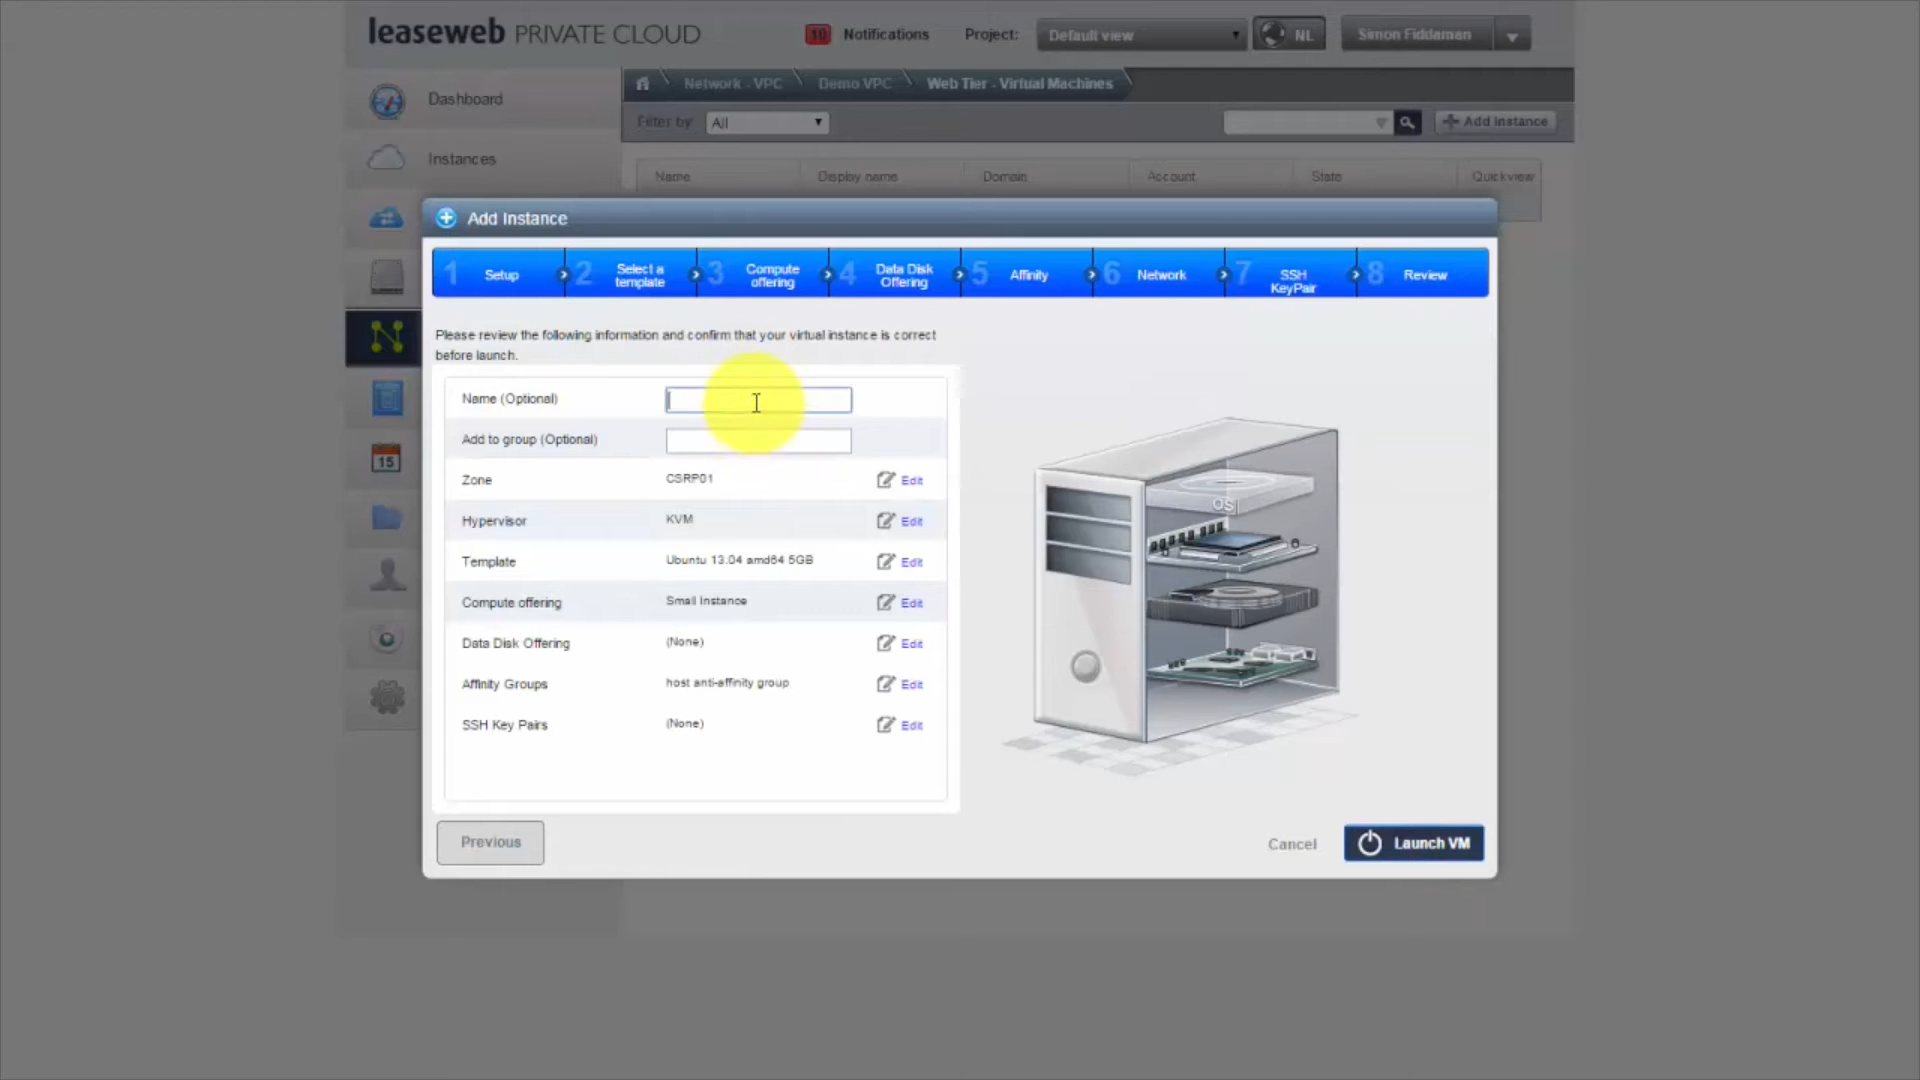 leaseweb PRIVATE CLOUD
10 Notifications
Project: Default view
NL
Simon Fiddaman
Dashboard
Network - VPC
Demo VPC
Web Tier - Virtual Machines
Filter by All
Add Instance
Instances
Name Display name Domain Account State Quickview
Add Instance
1 Setup
2 Select a template
3 Compute offering
4 Data Disk Offering
5 Affinity
6 Network
7 SSH KeyPair
8 Review
Please review the following information and confirm that your virtual instance is correct
before launch.
Name (Optional)
Add to group (Optional)
Zone CSRP01 Edit
Hypervisor KVM Edit
Template Ubuntu 13.04 amd64 5GB Edit
Compute offering Small Instance Edit
Data Disk Offering (None) Edit
Affinity Groups host anti-affinity group Edit
SSH Key Pairs (None) Edit
OS
15
Previous
Cancel
Launch VM